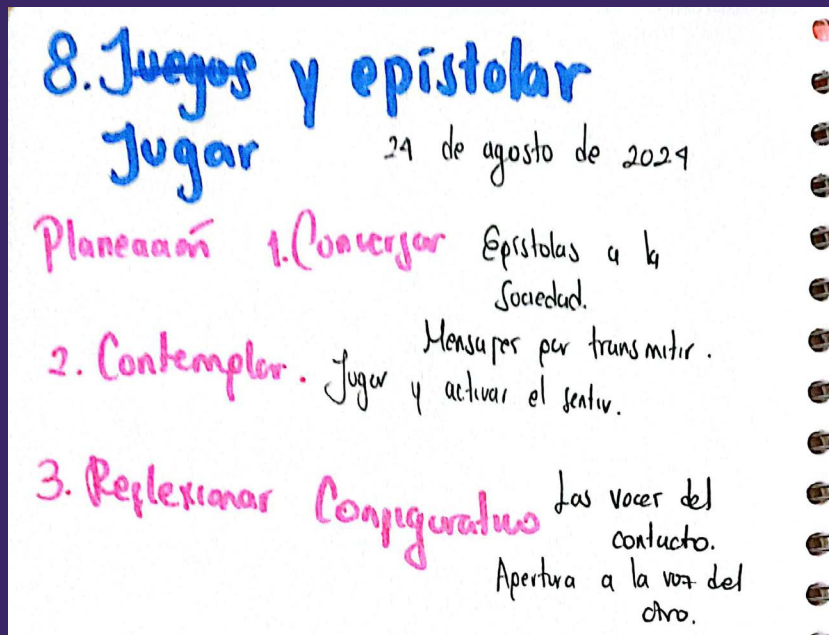 8. Juegos y epistolar
Jugar
24 de agosto de 2024
Planeación 1. Conversar Epístolas a la
Sociedad.
Mensajes por transmitir.
2. Contemplar. Jugar y activar el sentir.
3. Reflexionar Configurativo Las voces del
contacto.
Apertura a la voz del
otro.